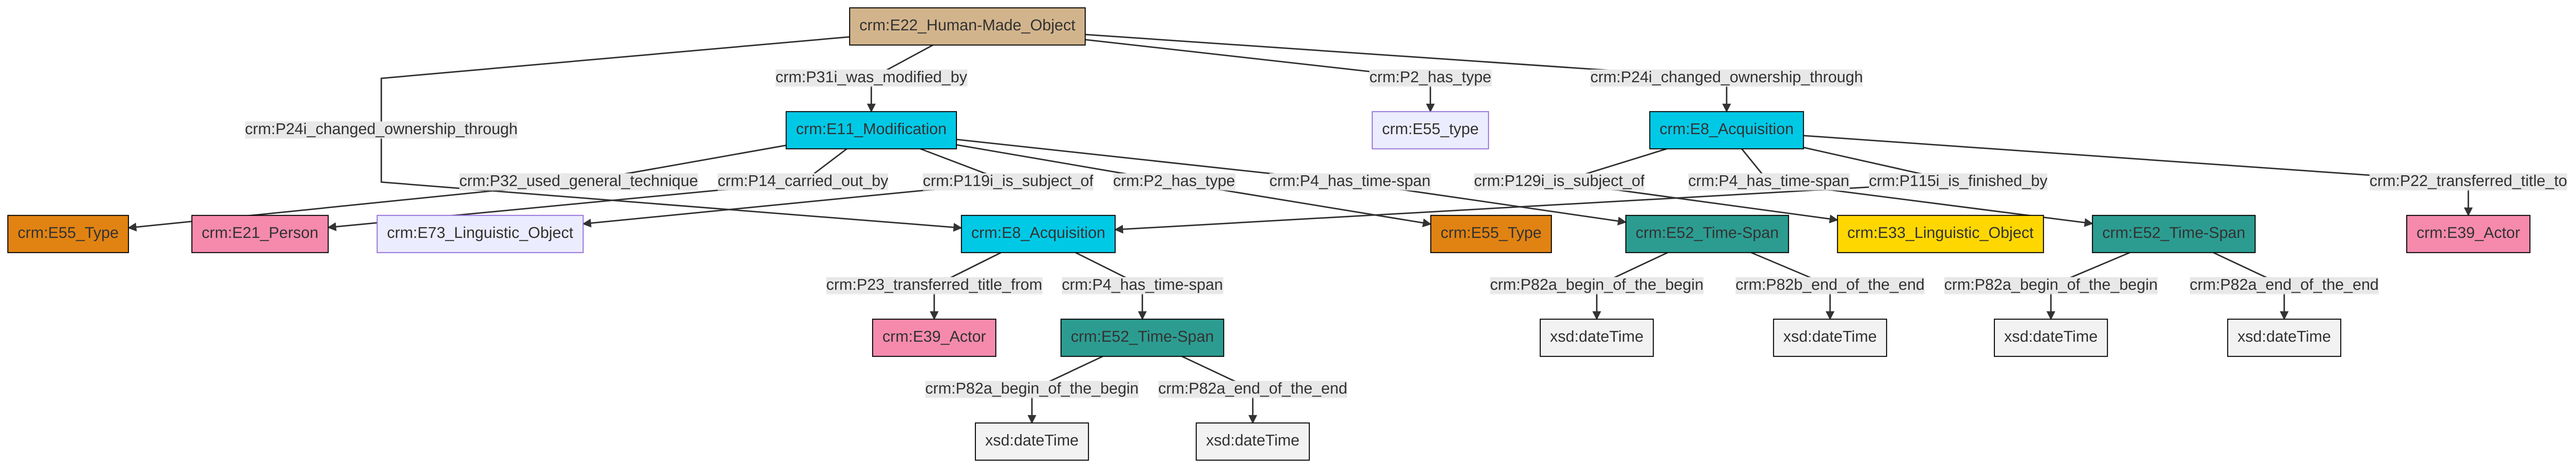 crm:E22_Human-Made_Object
crm:P31i_was_modified_by
crm:P2_has_type
crm:P24i_changed_ownership_through
crm:P24i_changed_ownership_through
crm:E11_Modification
crm:E55_type
crm:E8_Acquisition
crm:P32_used_general_technique
crm:P14_carried_out_by
crm:P119i_is_subject_of
crm:P2_has_type
crm:P4_has_time-span
crm:P129i_is_subject_of
crm:P4_has_time-span
crm:P115i_is_finished_by
crm:P22_transferred_title_to
crm:E55_Type
crm:E21_Person
crm:E73_Linguistic_Object
crm:E8_Acquisition
crm:E55_Type
crm:E52_Time-Span
crm:E33_Linguistic_Object
crm:E52_Time-Span
crm:E39_Actor
crm:P23_transferred_title_from
crm:P4_has_time-span
crm:P82a_begin_of_the_begin
crm:P82b_end_of_the_end
crm:P82a_begin_of_the_begin
crm:P82a_end_of_the_end
crm:E39_Actor
crm:E52_Time-Span
xsd:dateTime
xsd:dateTime
xsd:dateTime
xsd:dateTime
crm:P82a_begin_of_the_begin
crm:P82a_end_of_the_end
xsd:dateTime
xsd:dateTime